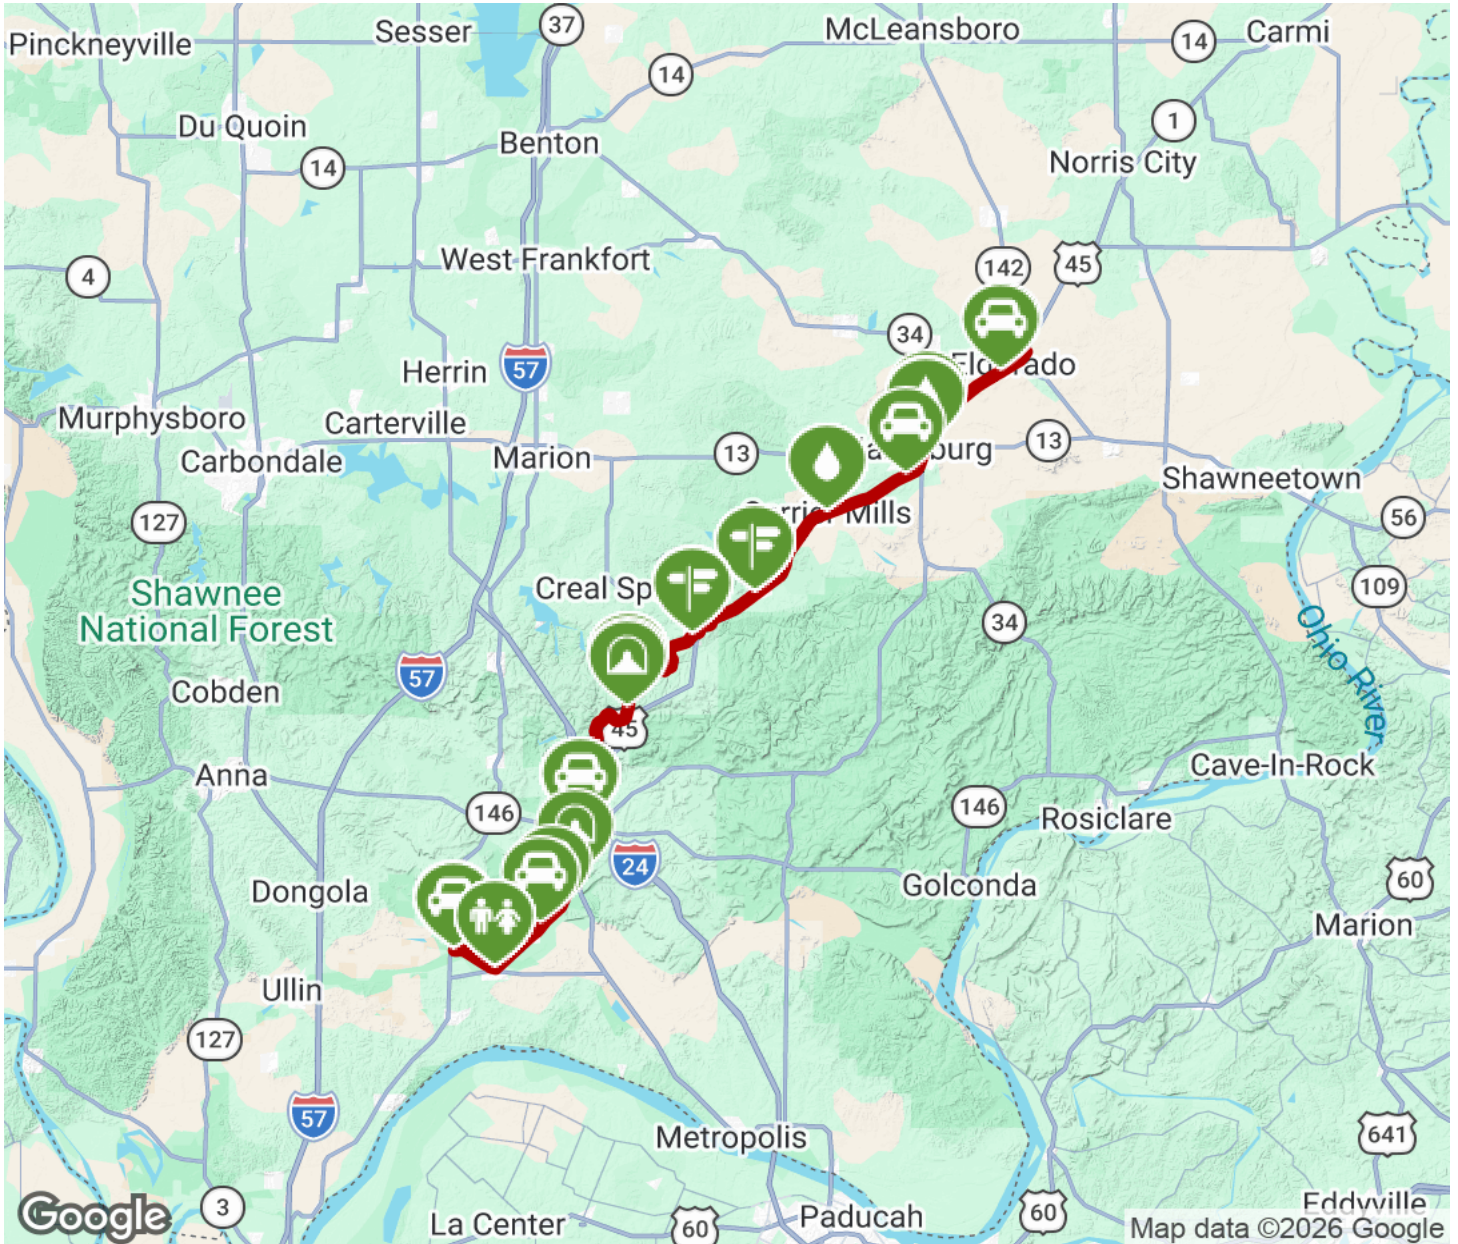 Pinckneyville
Sesser
37
McLeansboro
14
Carmi
14
1
Du Quoin
14
Benton
Norris City
4
West Frankfort
142
45
34
Herrin
57
Eldorado
Murphysboro
Carterville
Carbondale
Marion
13
13
Shawneetown
127
56
Carrier Mills
Shawnee
National Forest
Creal Sp
109
34
Ohio River
57
Cobden
45
Anna
Cave-In-Rock
146
146
Rosiclare
24
Dongola
Golconda
60
Marion
Ullin
127
57
Metropolis
641
3
Google
La Center
60
Paducah
60
Eddyville
Map data ©2026 Google